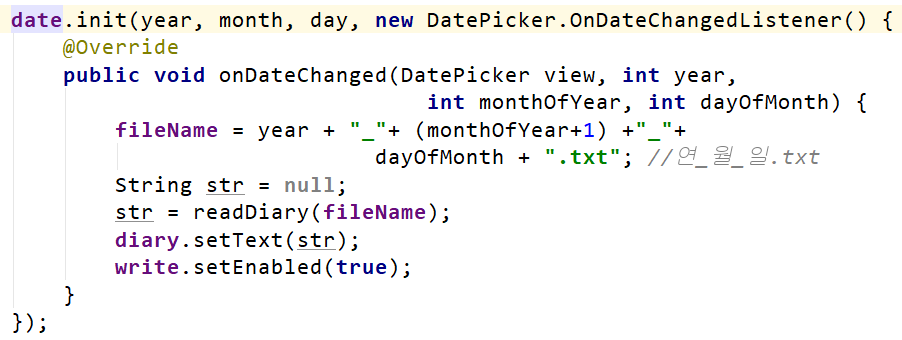 date.init(year, month, day, new DatePicker.OnDateChangedListener() {
    @Override
    public void onDateChanged(DatePicker view, int year,
                                int monthOfYear, int dayOfMonth) {
        fileName = year + "_"+ (monthOfYear+1) +"_"+
                            dayOfMonth + ".txt"; //연_월_일.txt
        String str = null;
        str = readDiary(fileName);
        diary.setText(str);
        write.setEnabled(true);
    }
});